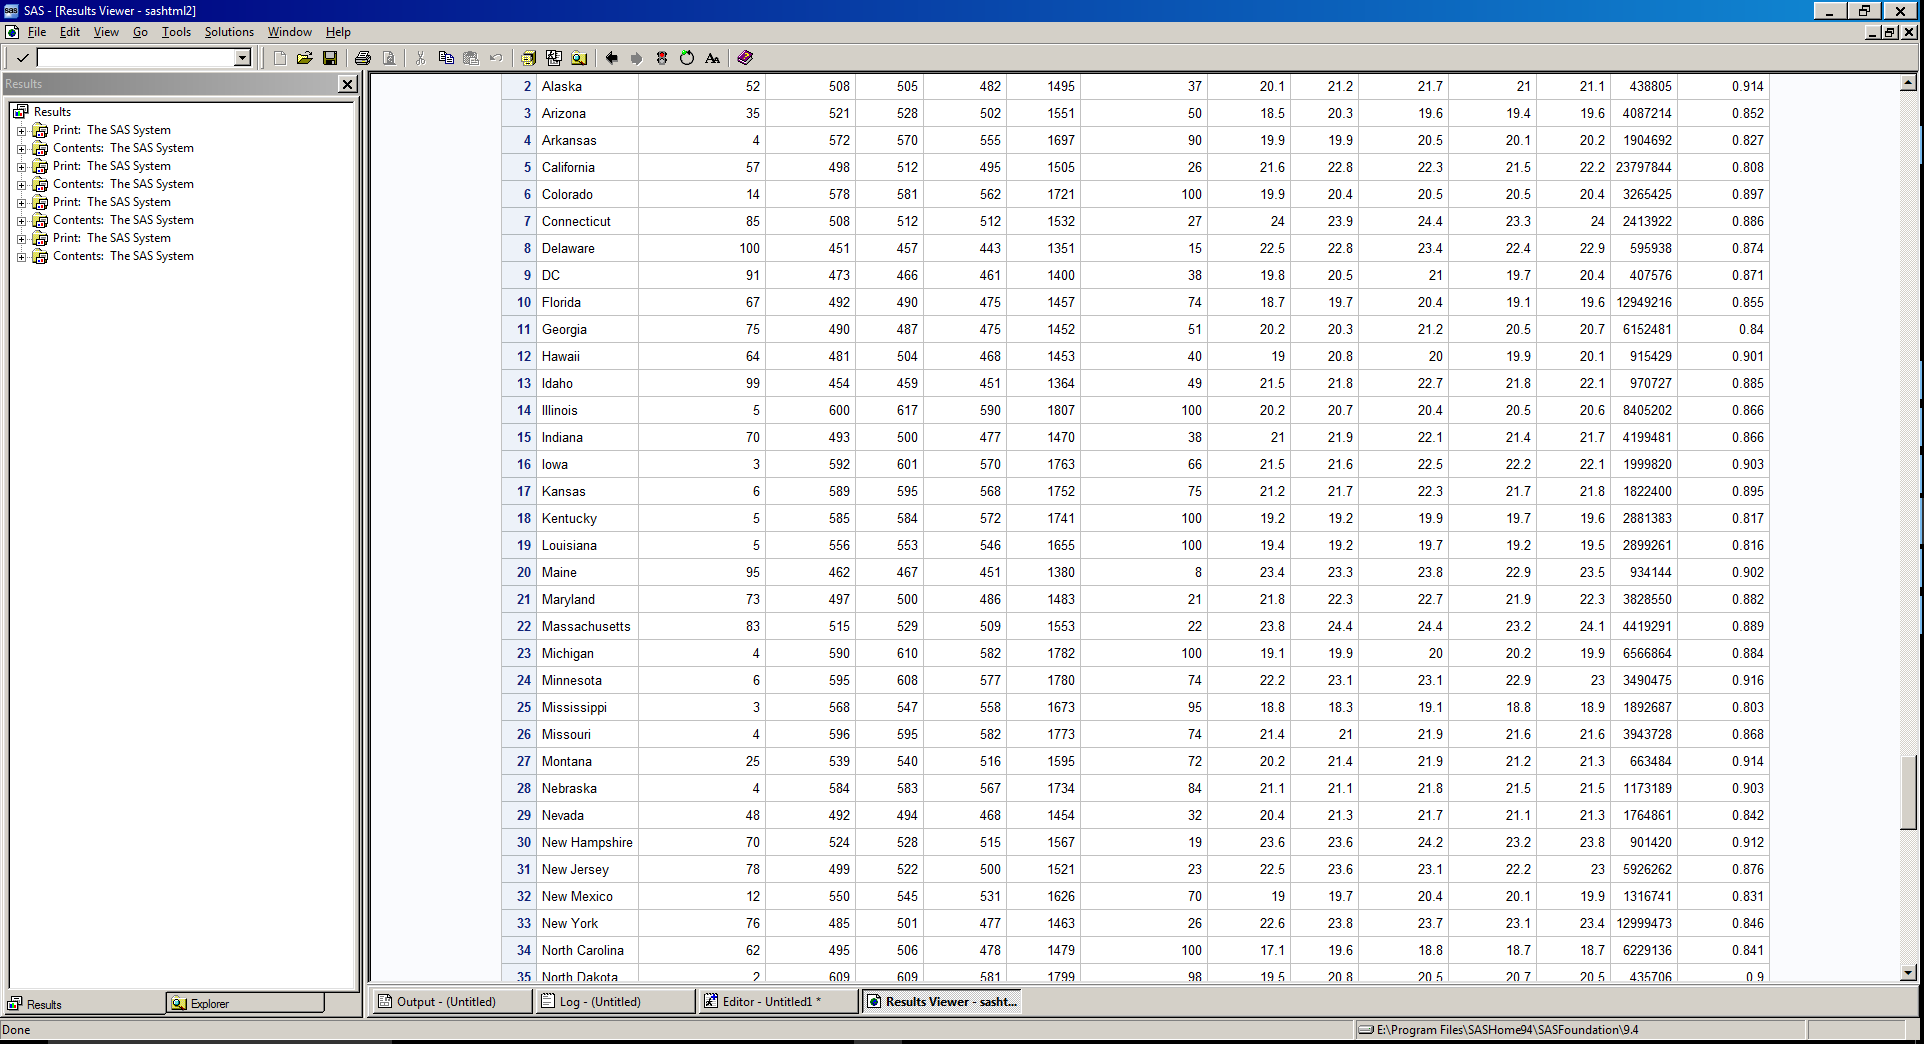 SAS - [Results Viewer - sashtml2]
File Edit View Go Tools Solutions Window Help
Results
Results
Print: The SAS System
Contents: The SAS System
Print: The SAS System
Contents: The SAS System
Print: The SAS System
Contents: The SAS System
Print: The SAS System
Contents: The SAS System
2 Alaska 52 508 505 482 1495 37 20.1 21.2 21.7 21 21.1 438805 0.914
3 Arizona 35 521 528 502 1551 50 18.5 20.3 19.6 19.4 19.6 4087214 0.852
4 Arkansas 4 572 570 555 1697 90 19.9 19.9 20.5 20.1 20.2 1904692 0.827
5 California 57 498 512 495 1505 26 21.6 22.8 22.3 21.5 22.2 23797844 0.808
6 Colorado 14 578 581 562 1721 100 19.9 20.4 20.5 20.5 20.4 3265425 0.897
7 Connecticut 85 508 512 512 1532 27 24 23.9 24.4 23.3 24 2413922 0.886
8 Delaware 100 451 457 443 1351 15 22.5 22.8 23.4 22.4 22.9 595938 0.874
9 DC 91 473 466 461 1400 38 19.8 20.5 21 19.7 20.4 407576 0.871
10 Florida 67 492 490 475 1457 74 18.7 19.7 20.4 19.1 19.6 12949216 0.855
11 Georgia 75 490 487 475 1452 51 20.2 20.3 21.2 20.5 20.7 6152481 0.84
12 Hawaii 64 481 504 468 1453 40 19 20.8 20 19.9 20.1 915429 0.901
13 Idaho 99 454 459 451 1364 49 21.5 21.8 22.7 21.8 22.1 970727 0.885
14 Illinois 5 600 617 590 1807 100 20.2 20.7 20.4 20.5 20.6 8405202 0.866
15 Indiana 70 493 500 477 1470 38 21 21.9 22.1 21.4 21.7 4199481 0.866
16 Iowa 3 592 601 570 1763 66 21.5 21.6 22.5 22.2 22.1 1999820 0.903
17 Kansas 6 589 595 568 1752 75 21.2 21.7 22.3 21.7 21.8 1822400 0.895
18 Kentucky 5 585 584 572 1741 100 19.2 19.2 19.9 19.7 19.6 2881383 0.817
19 Louisiana 5 556 553 546 1655 100 19.4 19.2 19.7 19.2 19.5 2899261 0.816
20 Maine 95 462 467 451 1380 8 23.4 23.3 23.8 22.9 23.5 934144 0.902
21 Maryland 73 497 500 486 1483 21 21.8 22.3 22.7 21.9 22.3 3828550 0.882
22 Massachusetts 83 515 529 509 1553 22 23.8 24.4 24.4 23.2 24.1 4419291 0.889
23 Michigan 4 590 610 582 1782 100 19.1 19.9 20 20.2 19.9 6566864 0.884
24 Minnesota 6 595 608 577 1780 74 22.2 23.1 23.1 22.9 23 3490475 0.916
25 Mississippi 3 568 547 558 1673 95 18.8 18.3 19.1 18.8 18.9 1892687 0.803
26 Missouri 4 596 595 582 1773 74 21.4 21 21.9 21.6 21.6 3943728 0.868
27 Montana 25 539 540 516 1595 72 20.2 21.4 21.9 21.2 21.3 663484 0.914
28 Nebraska 4 584 583 567 1734 84 21.1 21.1 21.8 21.5 21.5 1173189 0.903
29 Nevada 48 492 494 468 1454 32 20.4 21.3 21.7 21.1 21.3 1764861 0.842
30 New Hampshire 70 524 528 515 1567 19 23.6 23.6 24.2 23.2 23.8 901420 0.912
31 New Jersey 78 499 522 500 1521 23 22.5 23.6 23.1 22.2 23 5926262 0.876
32 New Mexico 12 550 545 531 1626 70 19 19.7 20.4 20.1 19.9 1316741 0.831
33 New York 76 485 501 477 1463 26 22.6 23.8 23.7 23.1 23.4 12999473 0.846
34 North Carolina 62 495 506 478 1479 100 17.1 19.6 18.8 18.7 18.7 6229136 0.841
35 North Dakota 2 609 609 581 1799 98 19.5 20.8 20.5 20.7 20.5 435706 0.9
Results Explorer
Output - (Untitled) Log - (Untitled) Editor - Untitled1 * Results Viewer - sasht...
Done E:\Program Files\SASHome94\SASFoundation\9.4